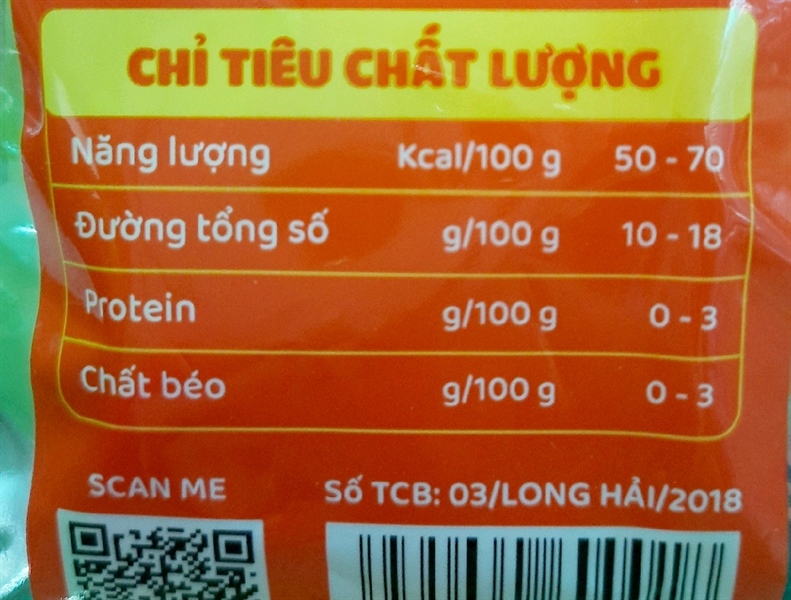 CHỈ TIÊU CHẤT LƯỢNG
Năng lượng Kcal/100 g 50 - 70
Đường tổng số g/100 g 10 - 18
Protein g/100 g 0 - 3
Chất béo g/100 g 0 - 3
SCAN ME Số TCB: 03/LONG HẢI/2018